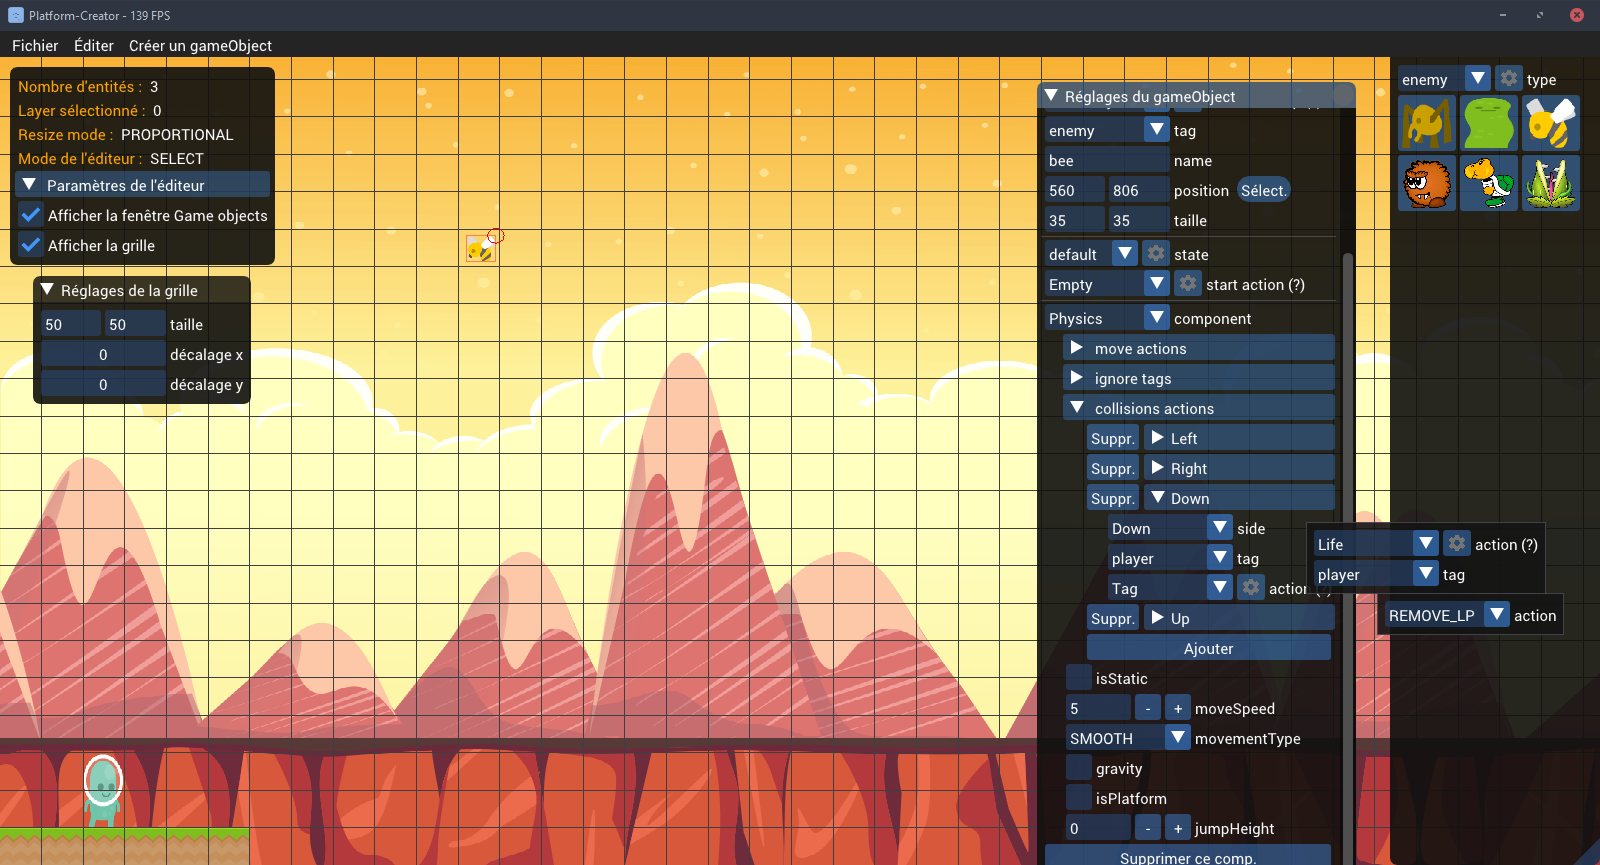 Platform-Creator - 139 FPS
Fichier Éditer Créer un gameObject
Nombre d'entités : 3
Layer sélectionné : 0
Resize mode : PROPORTIONAL
Mode de l'éditeur : SELECT
Paramètres de l'éditeur
Afficher la fenêtre Game objects
Afficher la grille
Réglages de la grille
50 50 taille
0 décalage x
0 décalage y
Réglages du gameObject
enemy tag
bee name
560 806 position Sélect.
35 35 taille
default state
Empty start action (?)
Physics component
move actions
ignore tags
collisions actions
Suppr. Left
Suppr. Right
Suppr. Down
Down side
player tag
Tag action (?)
Suppr. Up
Ajouter
isStatic
5 - + moveSpeed
SMOOTH movementType
gravity
isPlatform
0 - + jumpHeight
Supprimer ce comp.
Life action (?)
player tag
REMOVE_LP action
enemy type